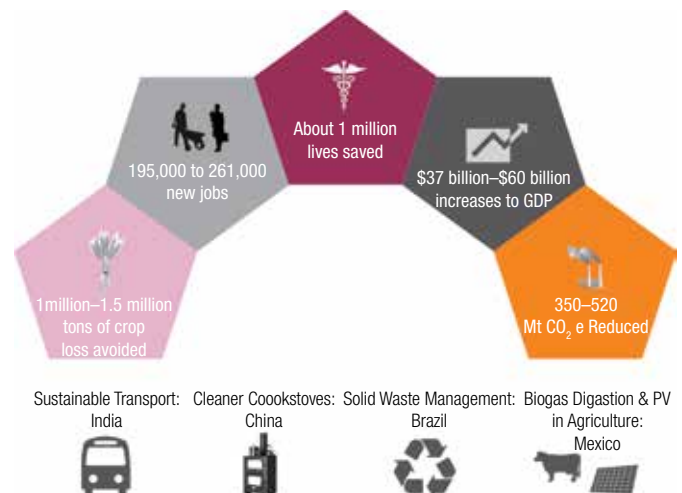 About 1 million
lives saved
195,000 to 261,000
new jobs
$37 billion–$60 billion
increases to GDP
1million–1.5 million
tons of crop
loss avoided
350–520
Mt CO₂ e Reduced
Sustainable Transport:
India
Cleaner Coookstoves:
China
Solid Waste Management:
Brazil
Biogas Digastion & PV
in Agriculture:
Mexico